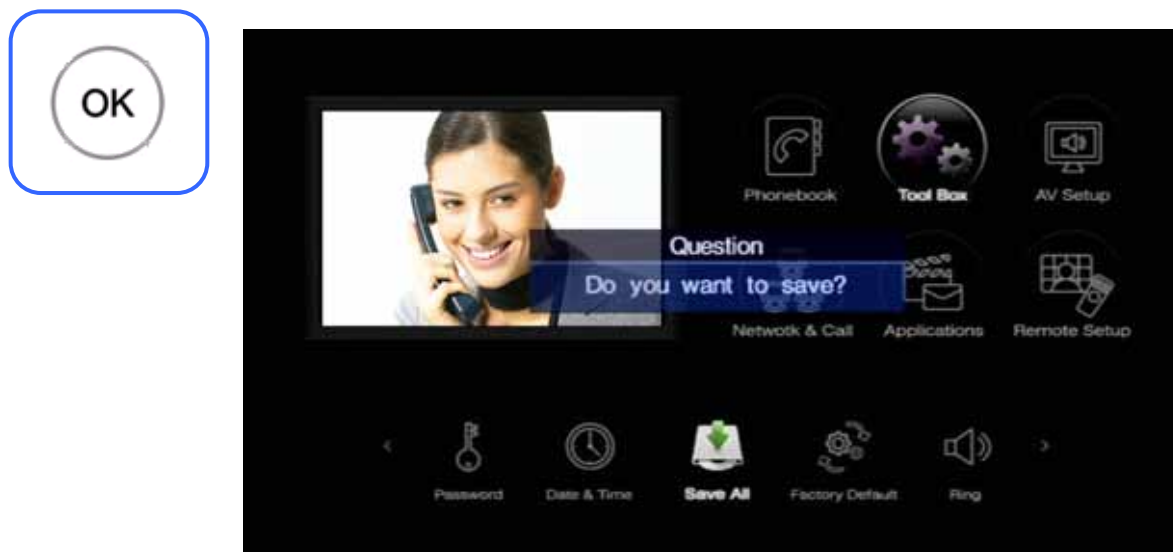 OK
Phonebook
Tool Box
AV Setup
Question
Do you want to save?
Netwotk & Call
Applications
Remote Setup
Password
Date & Time
Save All
Factory Default
Ring